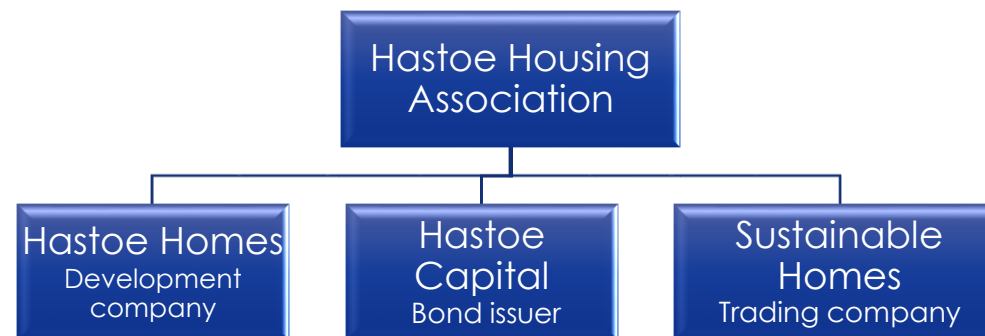 Hastoe Housing
Association
Hastoe Homes
Development
company
Hastoe
Capital
Bond issuer
Sustainable
Homes
Trading company